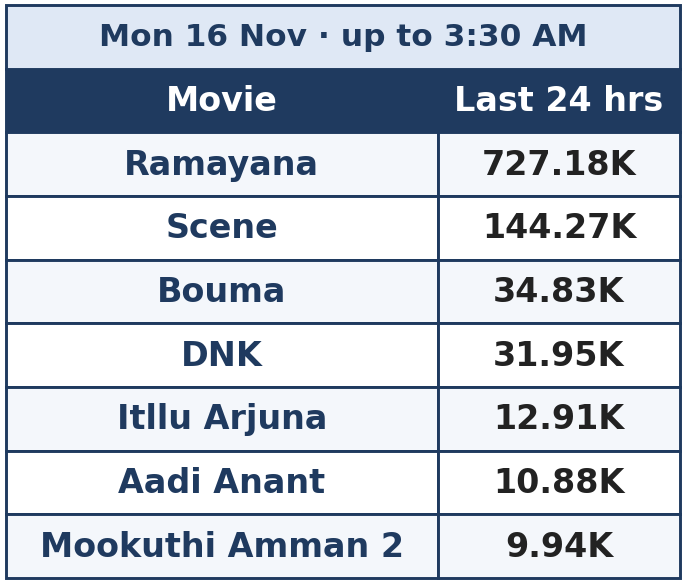 Mon 16 Nov · up to 3:30 AM
Movie Last 24 hrs
Ramayana 727.18K
Scene 144.27K
Bouma 34.83K
DNK 31.95K
Itllu Arjuna 12.91K
Aadi Anant 10.88K
Mookuthi Amman 2 9.94K